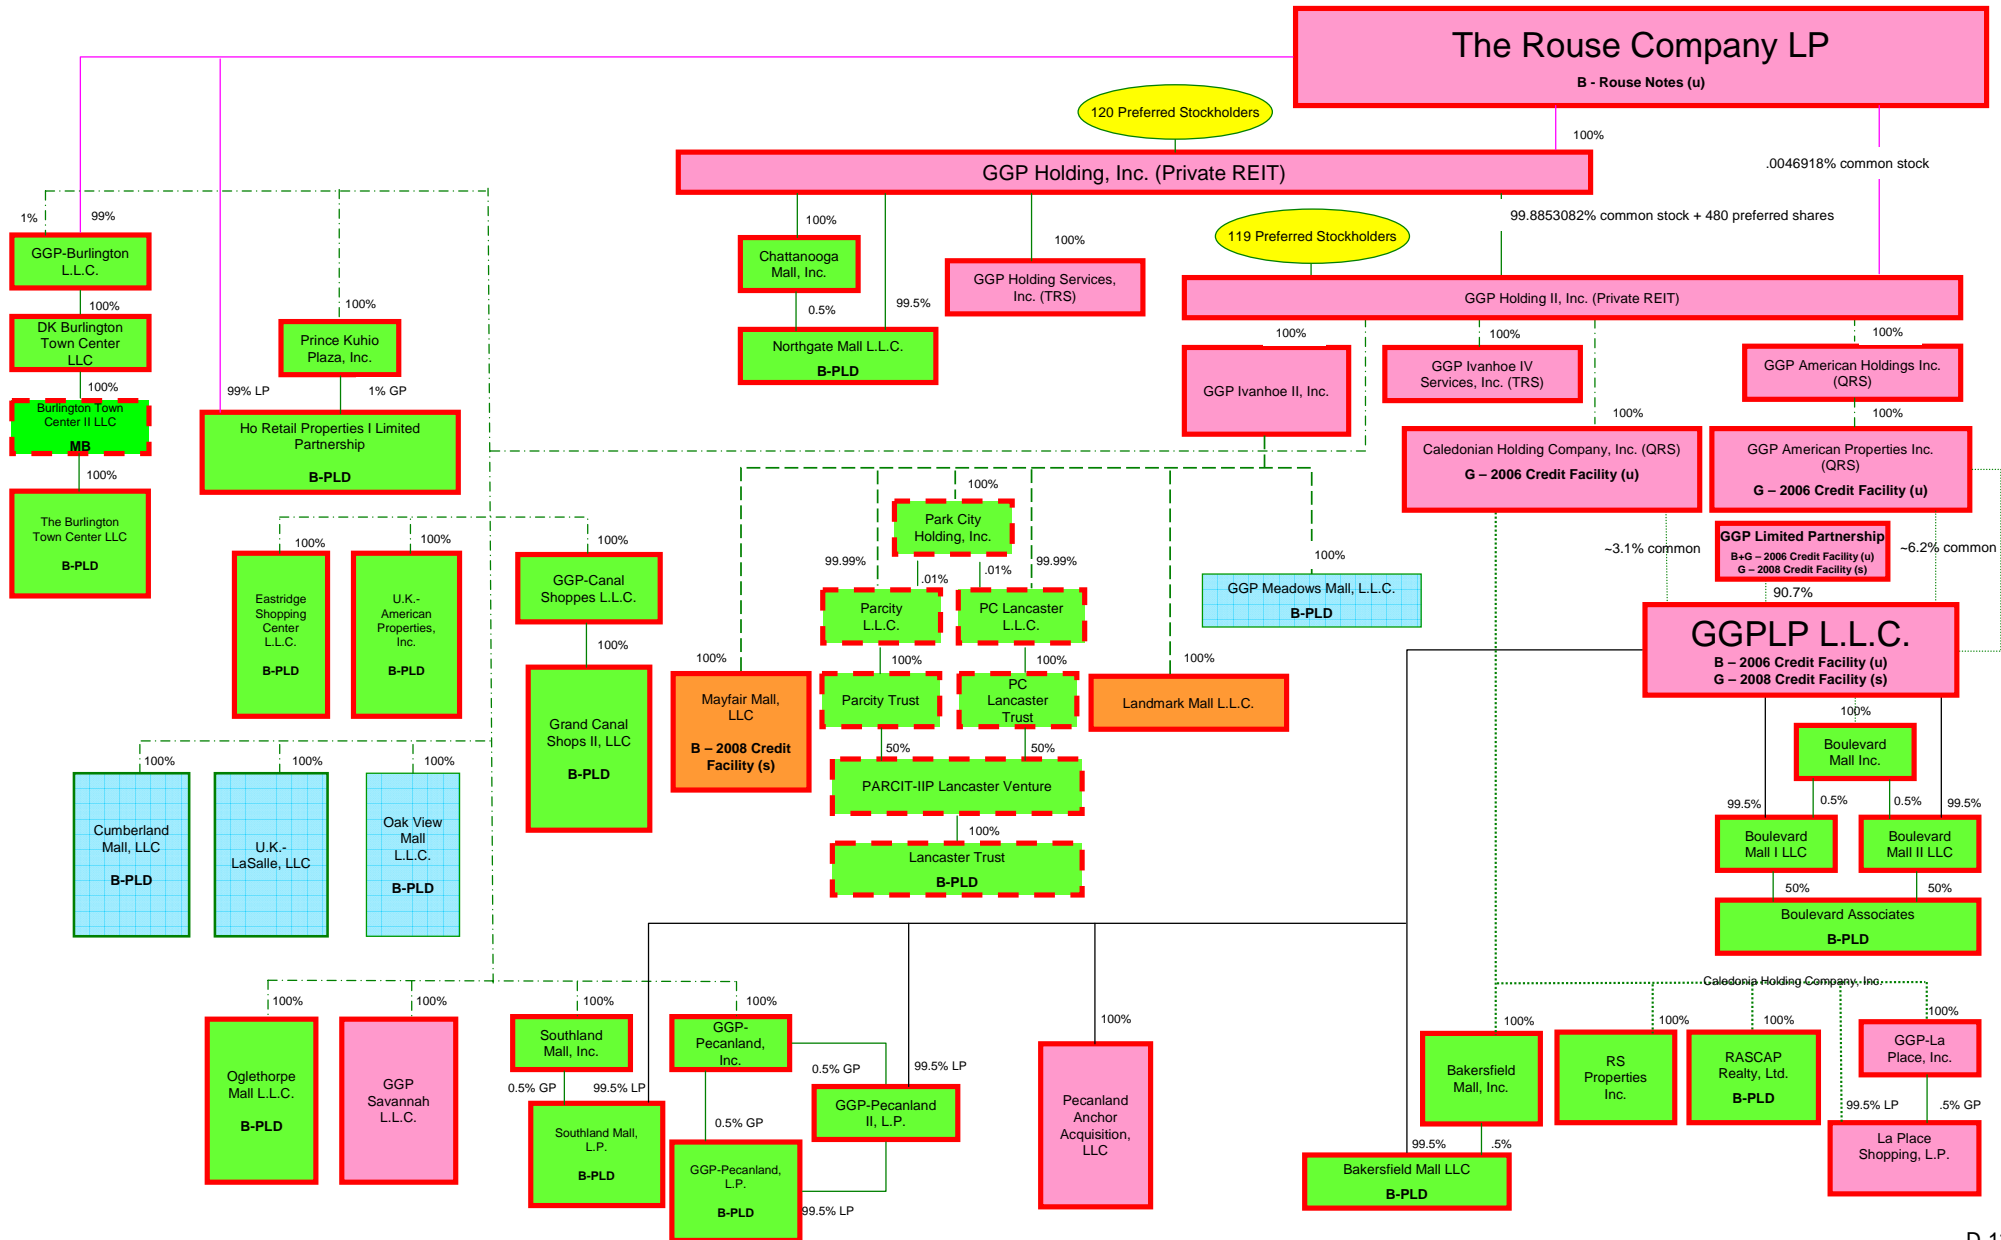 The Rouse Company LP
B - Rouse Notes (u)
120 Preferred Stockholders
100%
.0046918% common stock
GGP Holding, Inc. (Private REIT)
99.8853082% common stock + 480 preferred shares
119 Preferred Stockholders
1%
99%
GGP-Burlington
L.L.C.
100%
DK Burlington
Town Center
LLC
100%
Burlington Town
Center II LLC
MB
100%
The Burlington
Town Center LLC
B-PLD
100%
Prince Kuhio
Plaza, Inc.
99% LP
1% GP
Ho Retail Properties I Limited
Partnership
B-PLD
100%
Chattanooga
Mall, Inc.
0.5%
99.5%
Northgate Mall L.L.C.
B-PLD
100%
GGP Holding Services,
Inc. (TRS)
GGP Holding II, Inc. (Private REIT)
100%
GGP Ivanhoe II, Inc.
100%
GGP Ivanhoe IV
Services, Inc. (TRS)
100%
GGP American Holdings Inc.
(QRS)
100%
100%
Caledonian Holding Company, Inc. (QRS)
G – 2006 Credit Facility (u)
GGP American Properties Inc.
(QRS)
G – 2006 Credit Facility (u)
~3.1% common
GGP Limited Partnership
B+G – 2006 Credit Facility (u)
G – 2008 Credit Facility (s)
~6.2% common
90.7%
GGPLP L.L.C.
B – 2006 Credit Facility (u)
G – 2008 Credit Facility (s)
100%
Boulevard
Mall Inc.
99.5%
0.5%
0.5%
99.5%
Boulevard
Mall I LLC
Boulevard
Mall II LLC
50%
50%
Boulevard Associates
B-PLD
100%
Eastridge
Shopping
Center
L.L.C.
B-PLD
100%
U.K.-
American
Properties,
Inc.
B-PLD
100%
GGP-Canal
Shoppes L.L.C.
100%
Grand Canal
Shops II, LLC
B-PLD
100%
Park City
Holding, Inc.
99.99%
.01%
.01%
99.99%
Parcity
L.L.C.
PC Lancaster
L.L.C.
100%
100%
Parcity Trust
PC
Lancaster
Trust
50%
50%
PARCIT-IIP Lancaster Venture
100%
Lancaster Trust
B-PLD
100%
Mayfair Mall,
LLC
B – 2008 Credit
Facility (s)
100%
Landmark Mall L.L.C.
100%
GGP Meadows Mall, L.L.C.
B-PLD
100%
Cumberland
Mall, LLC
B-PLD
100%
U.K.-
LaSalle, LLC
100%
Oak View
Mall
L.L.C.
B-PLD
100%
Oglethorpe
Mall L.L.C.
B-PLD
100%
GGP
Savannah
L.L.C.
100%
Southland
Mall, Inc.
0.5% GP
99.5% LP
Southland Mall,
L.P.
B-PLD
100%
GGP-
Pecanland,
Inc.
0.5% GP
0.5% GP
99.5% LP
GGP-Pecanland
II, L.P.
GGP-Pecanland,
L.P.
B-PLD
99.5% LP
100%
Pecanland
Anchor
Acquisition,
LLC
Caledonia Holding Company, Inc.
100%
Bakersfield
Mall, Inc.
99.5%
.5%
Bakersfield Mall LLC
B-PLD
100%
RS
Properties
Inc.
100%
RASCAP
Realty, Ltd.
B-PLD
100%
GGP-La
Place, Inc.
99.5% LP
.5% GP
La Place
Shopping, L.P.